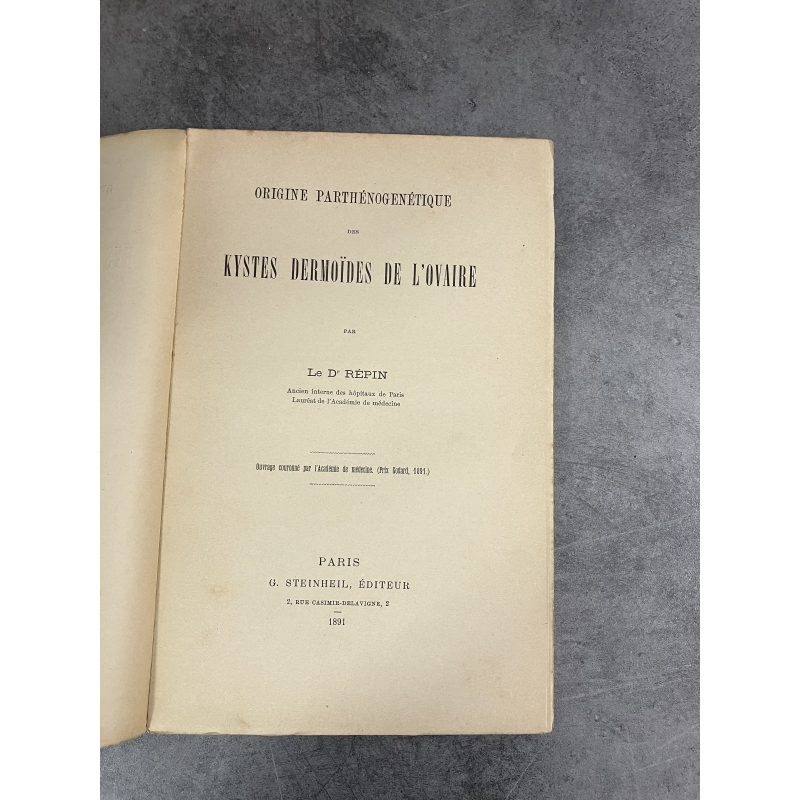 ORIGINE PARTHÉNOGENÉTIQUE
DES
KYSTES DERMOÏDES DE L'OVAIRE
PAR
Le Dr RÉPIN
Ancien interne des hôpitaux de Paris
Lauréat de l'Académie de médecine
Ouvrage couronné par l'Académie de médecine. (Prix Godard, 1891.)
PARIS
G. STEINHEIL, ÉDITEUR
2, RUE CASIMIR-DELAVIGNE, 2
1891